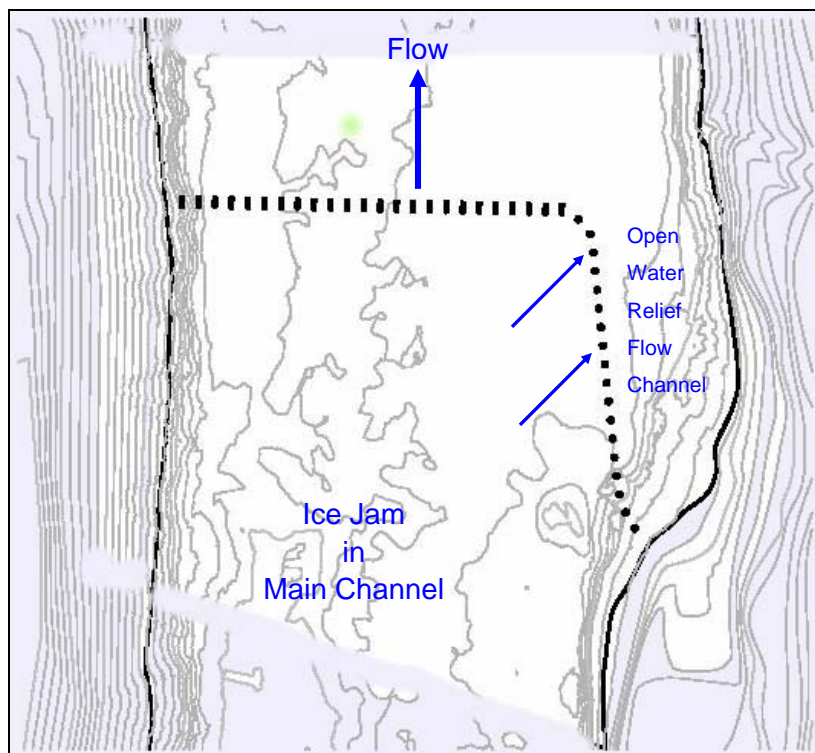 Flow
Open
Water
Relief
Flow
Channel
Ice Jam
in
Main Channel